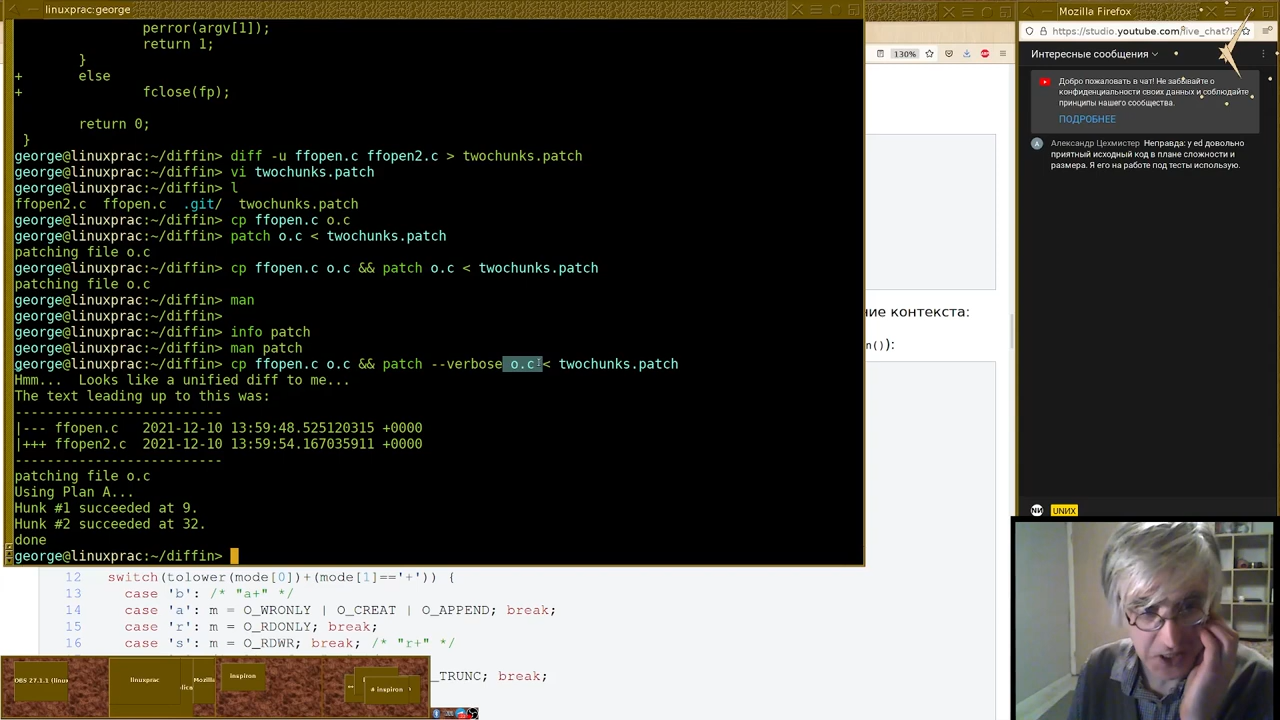 linuxprac:george
perror(argv[1]);
return 1;
}
+ else
+ fclose(fp);
return 0;
}
george@linuxprac:~/diffin> diff -u ffopen.c ffopen2.c > twochunks.patch
george@linuxprac:~/diffin> vi twochunks.patch
george@linuxprac:~/diffin> l
ffopen2.c ffopen.c .git/ twochunks.patch
george@linuxprac:~/diffin> cp ffopen.c o.c
george@linuxprac:~/diffin> patch o.c < twochunks.patch
patching file o.c
george@linuxprac:~/diffin> cp ffopen.c o.c && patch o.c < twochunks.patch
patching file o.c
george@linuxprac:~/diffin> man
george@linuxprac:~/diffin>
george@linuxprac:~/diffin> info patch
george@linuxprac:~/diffin> man patch
george@linuxprac:~/diffin> cp ffopen.c o.c && patch --verbose o.c < twochunks.patch
Hmm... Looks like a unified diff to me...
The text leading up to this was:
--------------------------
|--- ffopen.c 2021-12-10 13:59:48.525120315 +0000
|+++ ffopen2.c 2021-12-10 13:59:54.167035911 +0000
--------------------------
patching file o.c
Using Plan A...
Hunk #1 succeeded at 9.
Hunk #2 succeeded at 32.
done
george@linuxprac:~/diffin>
130%
ние контекста:
n()):
12 switch(tolower(mode[0])+(mode[1]=='+')) {
13 case 'b': /* "a+" */
14 case 'a': m = O_WRONLY | O_CREAT | O_APPEND; break;
15 case 'r': m = O_RDONLY; break;
16 case 's': m = O_RDWR; break; /* "r+" */
_TRUNC; break;
OBS 27.1.1 (linux
linuxprac
Mozilla
inspiron
# inspiron
Mozilla Firefox
https://studio.youtube.com/live_chat?is
Интересные сообщения
Добро пожаловать в чат! Не забывайте о
конфиденциальности своих данных и соблюдайте
принципы нашего сообщества.
ПОДРОБНЕЕ
А Александр Цехмистер Неправда: у ed довольно
приятный исходный код в плане сложности и
размера. Я его на работе под тесты использую.
UNИX